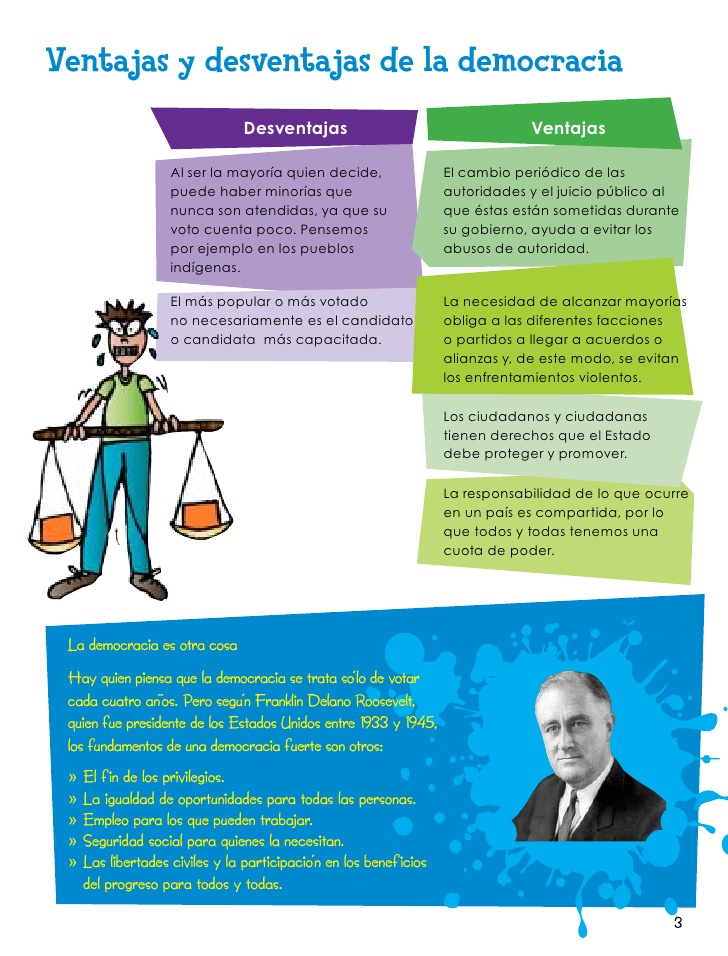 Ventajas y desventajas de la democracia
Desventajas
Al ser la mayoría quien decide,
puede haber minorías que
nunca son atendidas, ya que su
voto cuenta poco. Pensemos
por ejemplo en los pueblos
indígenas.
El más popular o más votado
no necesariamente es el candidato
o candidata más capacitada.
Ventajas
El cambio periódico de las
autoridades y el juicio público al
que éstas están sometidas durante
su gobierno, ayuda a evitar los
abusos de autoridad.
La necesidad de alcanzar mayorías
obliga a las diferentes facciones
o partidos a llegar a acuerdos o
alianzas y, de este modo, se evitan
los enfrentamientos violentos.
Los ciudadanos y ciudadanas
tienen derechos que el Estado
debe proteger y promover.
La responsabilidad de lo que ocurre
en un país es compartida, por lo
que todos y todas tenemos una
cuota de poder.
La democracia es otra cosa
Hay quien piensa que la democracia se trata sólo de votar
cada cuatro años. Pero según Franklin Delano Roosevelt,
quien fue presidente de los Estados Unidos entre 1933 y 1945,
los fundamentos de una democracia fuerte son otros:
» El fin de los privilegios.
» La igualdad de oportunidades para todas las personas.
» Empleo para los que pueden trabajar.
» Seguridad social para quienes la necesitan.
» Las libertades civiles y la participación en los beneficios
del progreso para todos y todas.
3